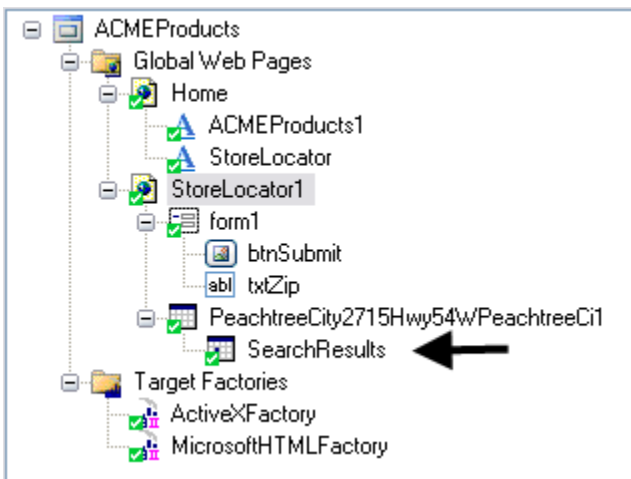 ACMEProducts
Global Web Pages
Home
ACMEProducts1
StoreLocator
StoreLocator1
form1
btnSubmit
abl txtZip
PeachtreeCity2715Hwy54WPeachtreeCi1
SearchResults
Target Factories
ActiveXFactory
MicrosoftHTMLFactory